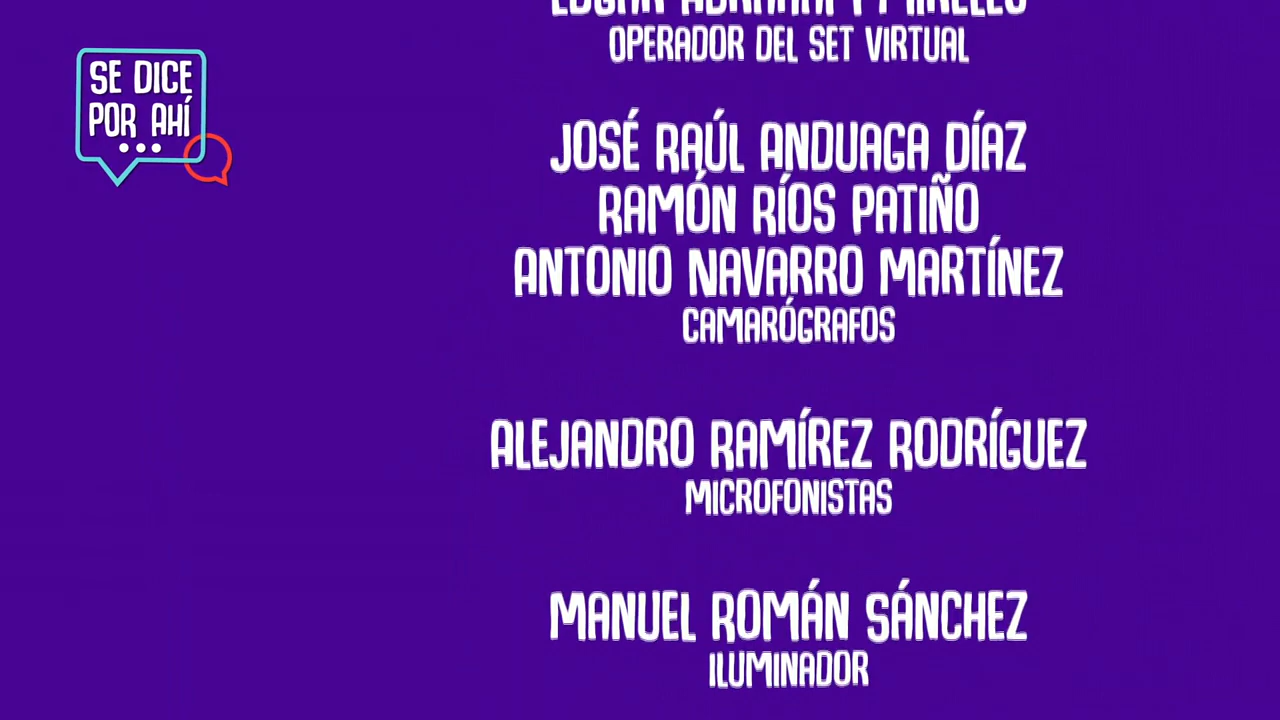 SE DICE
POR AHÍ
OPERADOR DEL SET VIRTUAL
JOSÉ RAÚL ANDUAGA DÍAZ
RAMÓN RÍOS PATIÑO
ANTONIO NAVARRO MARTÍNEZ
CAMARÓGRAFOS
ALEJANDRO RAMÍREZ RODRÍGUEZ
MICROFONISTAS
MANUEL ROMÁN SÁNCHEZ
ILUMINADOR